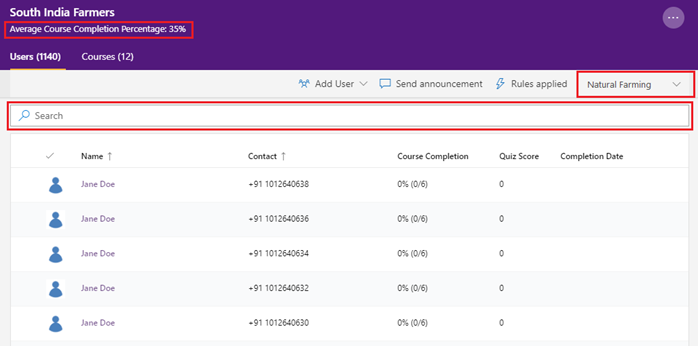 South India Farmers
...
Average Course Completion Percentage: 35%
Users (1140) Courses (12)
Add User Send announcement Rules applied Natural Farming
Search
Name ↑ Contact ↑ Course Completion Quiz Score Completion Date
Jane Doe +91 1012640638 0% (0/6) 0
Jane Doe +91 1012640636 0% (0/6) 0
Jane Doe +91 1012640634 0% (0/6) 0
Jane Doe +91 1012640632 0% (0/6) 0
Jane Doe +91 1012640630 0% (0/6) 0